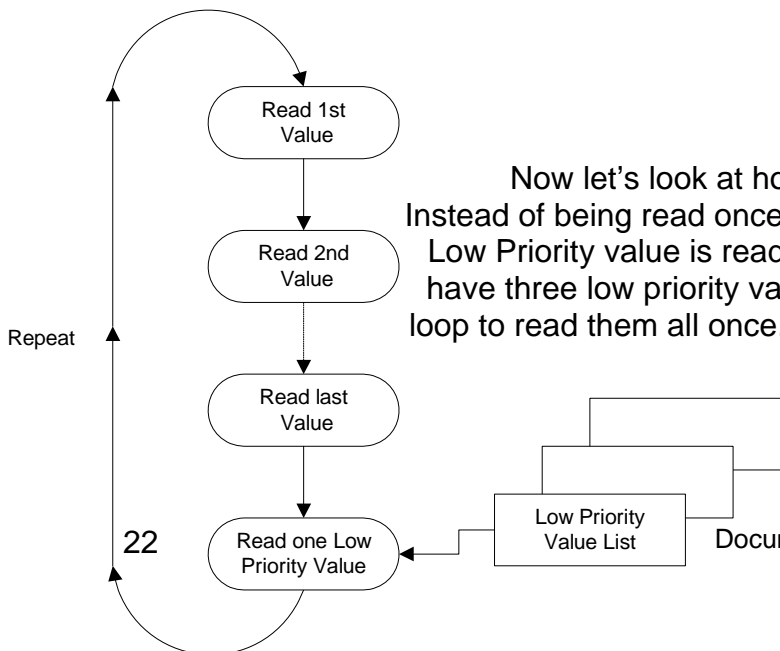 Read 1st
Value
Now let's look at ho
Instead of being read once
Low Priority value is read
have three low priority va
loop to read them all once.
Read 2nd
Value
Repeat
Read last
Value
22
Read one Low
Priority Value
Low Priority
Value List
Docu